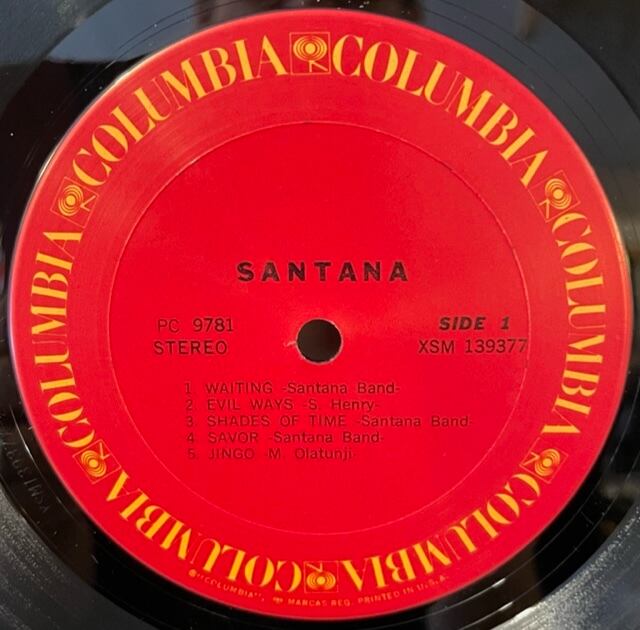 COLUMBIA COLUMBIA COLUMBIA COLUMBIA COLUMBIA COLUMBIA COLUMBIA
SANTANA
PC 9781
STEREO
SIDE 1
XSM 139377
1 WAITING -Santana Band-
2 EVIL WAYS -S. Henry-
3. SHADES OF TIME -Santana Band-
4 SAVOR -Santana Band-
5. JINGO M. Olatunji-
®"COLUMBIA", MARCAS REG. PRINTED IN U.S.A.